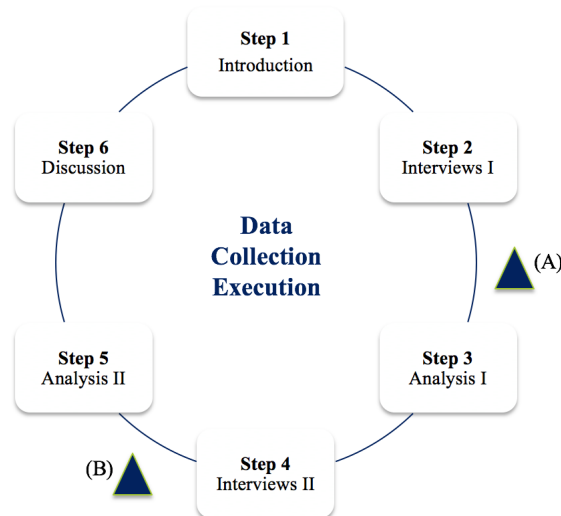 Step 1
Introduction
Step 2
Interviews I
(A)
Step 3
Analysis I
Step 4
Interviews II
(B)
Step 5
Analysis II
Step 6
Discussion
Data
Collection
Execution